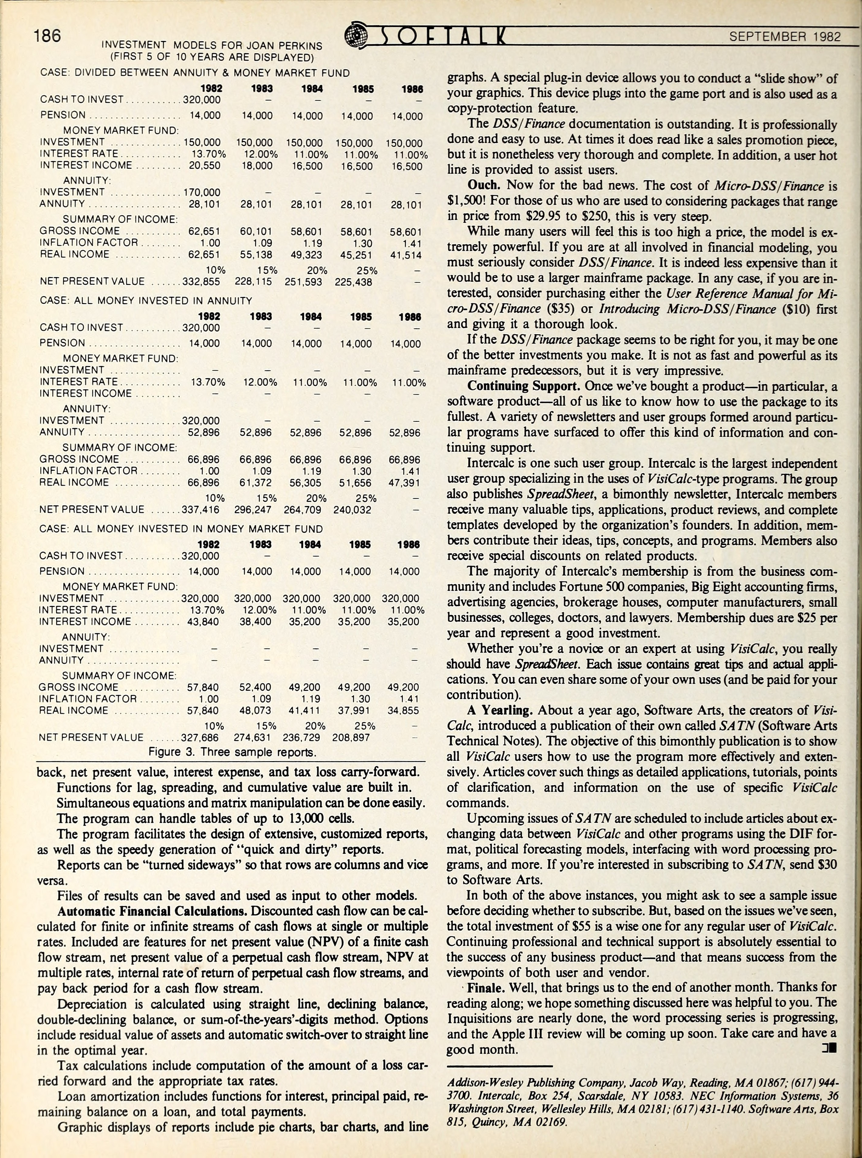 186
SOFTALK
SEPTEMBER 1982
INVESTMENT MODELS FOR JOAN PERKINS
(FIRST 5 OF 10 YEARS ARE DISPLAYED)
CASE: DIVIDED BETWEEN ANNUITY & MONEY MARKET FUND
1982 1983 1984 1985 1986
CASH TO INVEST..........320,000 – – – –
PENSION ................ 14,000 14,000 14,000 14,000 14,000
MONEY MARKET FUND:
INVESTMENT .............150,000 150,000 150,000 150,000 150,000
INTEREST RATE............ 13.70% 12.00% 11.00% 11.00% 11.00%
INTEREST INCOME ......... 20,550 18,000 16,500 16,500 16,500
ANNUITY:
INVESTMENT .............170,000 – – – –
ANNUITY ................. 28,101 28,101 28,101 28,101 28,101
SUMMARY OF INCOME:
GROSS INCOME ........... 62,651 60,101 58,601 58,601 58,601
INFLATION FACTOR........ 1.00 1.09 1.19 1.30 1.41
REAL INCOME ............ 62,651 55,138 49,323 45,251 41,514
10% 15% 20% 25% –
NET PRESENT VALUE ......332,855 228,115 251,593 225,438 –
CASE: ALL MONEY INVESTED IN ANNUITY
1982 1983 1984 1985 1986
CASH TO INVEST..........320,000 – – – –
PENSION ................ 14,000 14,000 14,000 14,000 14,000
MONEY MARKET FUND:
INVESTMENT ............. – – – – –
INTEREST RATE............ 13.70% 12.00% 11.00% 11.00% 11.00%
INTEREST INCOME ......... – – – – –
ANNUITY:
INVESTMENT .............320,000 – – – –
ANNUITY ................. 52,896 52,896 52,896 52,896 52,896
SUMMARY OF INCOME:
GROSS INCOME ........... 66,896 66,896 66,896 66,896 66,896
INFLATION FACTOR........ 1.00 1.09 1.19 1.30 1.41
REAL INCOME ............ 66,896 61,372 56,305 51,656 47,391
10% 15% 20% 25%
NET PRESENT VALUE ......337,416 296,247 264,709 240,032 –
CASE: ALL MONEY INVESTED IN MONEY MARKET FUND
1982 1983 1984 1985 1986
CASH TO INVEST..........320,000 – – – –
PENSION ................ 14,000 14,000 14,000 14,000 14,000
MONEY MARKET FUND:
INVESTMENT .............320,000 320,000 320,000 320,000 320,000
INTEREST RATE............ 13.70% 12.00% 11.00% 11.00% 11.00%
INTEREST INCOME ......... 43,840 38,400 35,200 35,200 35,200
ANNUITY:
INVESTMENT ............. – – – – –
ANNUITY ................. – – – – –
SUMMARY OF INCOME:
GROSS INCOME ........... 57,840 52,400 49,200 49,200 49,200
INFLATION FACTOR........ 1.00 1.09 1.19 1.30 1.41
REAL INCOME ............ 57,840 48,073 41,411 37,991 34,855
10% 15% 20% 25% –
NET PRESENT VALUE ......327,686 274,631 236,729 208,897 –
Figure 3. Three sample reports.
back, net present value, interest expense, and tax loss carry-forward.
Functions for lag, spreading, and cumulative value are built in.
Simultaneous equations and matrix manipulation can be done easily.
The program can handle tables of up to 13,000 cells.
The program facilitates the design of extensive, customized reports,
as well as the speedy generation of "quick and dirty" reports.
Reports can be "turned sideways" so that rows are columns and vice
versa.
Files of results can be saved and used as input to other models.
Automatic Financial Calculations. Discounted cash flow can be cal-
culated for finite or infinite streams of cash flows at single or multiple
rates. Included are features for net present value (NPV) of a finite cash
flow stream, net present value of a perpetual cash flow stream, NPV at
multiple rates, internal rate of return of perpetual cash flow streams, and
pay back period for a cash flow stream.
Depreciation is calculated using straight line, declining balance,
double-declining balance, or sum-of-the-years'-digits method. Options
include residual value of assets and automatic switch-over to straight line
in the optimal year.
Tax calculations include computation of the amount of a loss car-
ried forward and the appropriate tax rates.
Loan amortization includes functions for interest, principal paid, re-
maining balance on a loan, and total payments.
Graphic displays of reports include pie charts, bar charts, and line
graphs. A special plug-in device allows you to conduct a "slide show" of
your graphics. This device plugs into the game port and is also used as a
copy-protection feature.
The DSS/Finance documentation is outstanding. It is professionally
done and easy to use. At times it does read like a sales promotion piece,
but it is nonetheless very thorough and complete. In addition, a user hot
line is provided to assist users.
Ouch. Now for the bad news. The cost of Micro-DSS/Finance is
$1,500! For those of us who are used to considering packages that range
in price from $29.95 to $250, this is very steep.
While many users will feel this is too high a price, the model is ex-
tremely powerful. If you are at all involved in financial modeling, you
must seriously consider DSS/Finance. It is indeed less expensive than it
would be to use a larger mainframe package. In any case, if you are in-
terested, consider purchasing either the User Reference Manual for Mi-
cro-DSS/Finance ($35) or Introducing Micro-DSS/Finance ($10) first
and giving it a thorough look.
If the DSS/Finance package seems to be right for you, it may be one
of the better investments you make. It is not as fast and powerful as its
mainframe predecessors, but it is very impressive.
Continuing Support. Once we've bought a product—in particular, a
software product—all of us like to know how to use the package to its
fullest. A variety of newsletters and user groups formed around particu-
lar programs have surfaced to offer this kind of information and con-
tinuing support.
Intercalc is one such user group. Intercalc is the largest independent
user group specializing in the uses of VisiCalc-type programs. The group
also publishes SpreadSheet, a bimonthly newsletter, Intercalc members
receive many valuable tips, applications, product reviews, and complete
templates developed by the organization's founders. In addition, mem-
bers contribute their ideas, tips, concepts, and programs. Members also
receive special discounts on related products.
The majority of Intercalc's membership is from the business com-
munity and includes Fortune 500 companies, Big Eight accounting firms,
advertising agencies, brokerage houses, computer manufacturers, small
businesses, colleges, doctors, and lawyers. Membership dues are $25 per
year and represent a good investment.
Whether you're a novice or an expert at using VisiCalc, you really
should have SpreadSheet. Each issue contains great tips and actual appli-
cations. You can even share some of your own uses (and be paid for your
contribution).
A Yearling. About a year ago, Software Arts, the creators of Visi-
Calc, introduced a publication of their own called SATN (Software Arts
Technical Notes). The objective of this bimonthly publication is to show
all VisiCalc users how to use the program more effectively and exten-
sively. Articles cover such things as detailed applications, tutorials, points
of clarification, and information on the use of specific VisiCalc
commands.
Upcoming issues of SATN are scheduled to include articles about ex-
changing data between VisiCalc and other programs using the DIF for-
mat, political forecasting models, interfacing with word processing pro-
grams, and more. If you're interested in subscribing to SATN, send $30
to Software Arts.
In both of the above instances, you might ask to see a sample issue
before deciding whether to subscribe. But, based on the issues we've seen,
the total investment of $55 is a wise one for any regular user of VisiCalc.
Continuing professional and technical support is absolutely essential to
the success of any business product—and that means success from the
viewpoints of both user and vendor.
Finale. Well, that brings us to the end of another month. Thanks for
reading along; we hope something discussed here was helpful to you. The
Inquisitions are nearly done, the word processing series is progressing,
and the Apple III review will be coming up soon. Take care and have a
good month.
Addison-Wesley Publishing Company, Jacob Way, Reading, MA 01867; (617) 944-
3700. Intercalc, Box 254, Scarsdale, NY 10583. NEC Information Systems, 36
Washington Street, Wellesley Hills, MA 02181; (617) 431-1140. Software Arts, Box
815, Quincy, MA 02169.